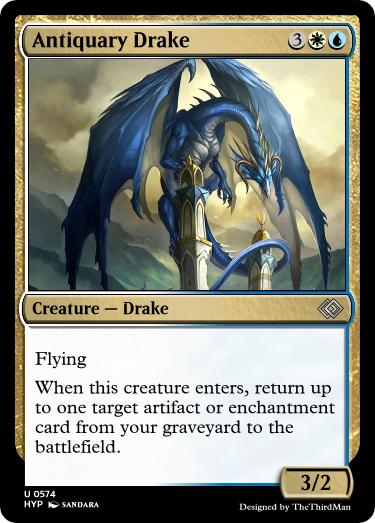 Antiquary Drake 3
Creature — Drake
Flying
When this creature enters, return up
to one target artifact or enchantment
card from your graveyard to the
battlefield.
3/2
U 0574
HYP SANDARA
Designed by TheThirdMan